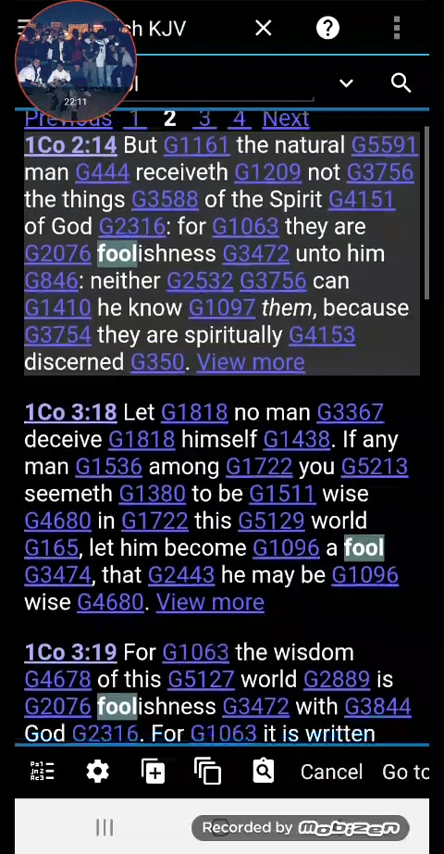 sh KJV
22:11
Previous 1 2 3 4 Next
1Co 2:14 But G1161 the natural G5591
man G444 receiveth G1209 not G3756
the things G3588 of the Spirit G4151
of God G2316: for G1063 they are
G2076 foolishness G3472 unto him
G846: neither G2532 G3756 can
G1410 he know G1097 them, because
G3754 they are spiritually G4153
discerned G350. View more
1Co 3:18 Let G1818 no man G3367
deceive G1818 himself G1438. If any
man G1536 among G1722 you G5213
seemeth G1380 to be G1511 wise
G4680 in G1722 this G5129 world
G165, let him become G1096 a fool
G3474, that G2443 he may be G1096
wise G4680. View more
1Co 3:19 For G1063 the wisdom
G4678 of this G5127 world G2889 is
G2076 foolishness G3472 with G3844
God G2316. For G1063 it is written
Cancel Go to
Recorded by Mobizen